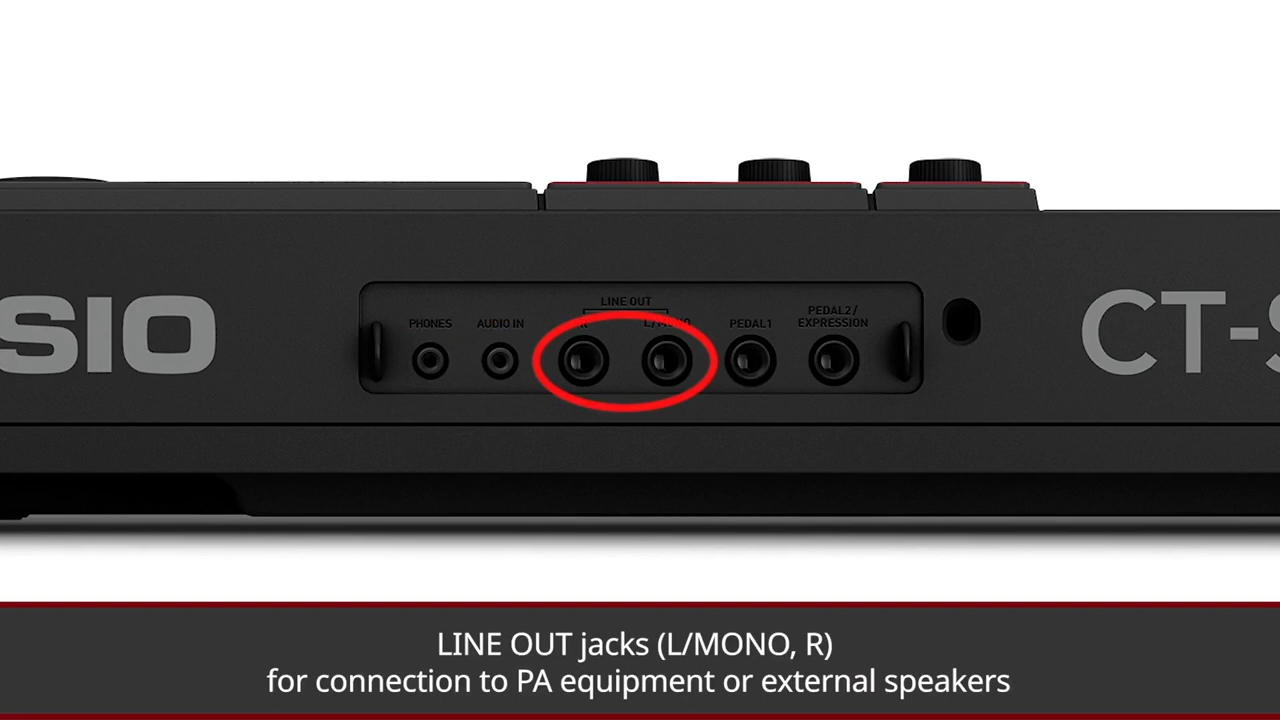 LINE OUT
PHONES AUDIO IN R L/MONO PEDAL1 PEDAL2/
EXPRESSION
SIO CT-S
LINE OUT jacks (L/MONO, R)
for connection to PA equipment or external speakers